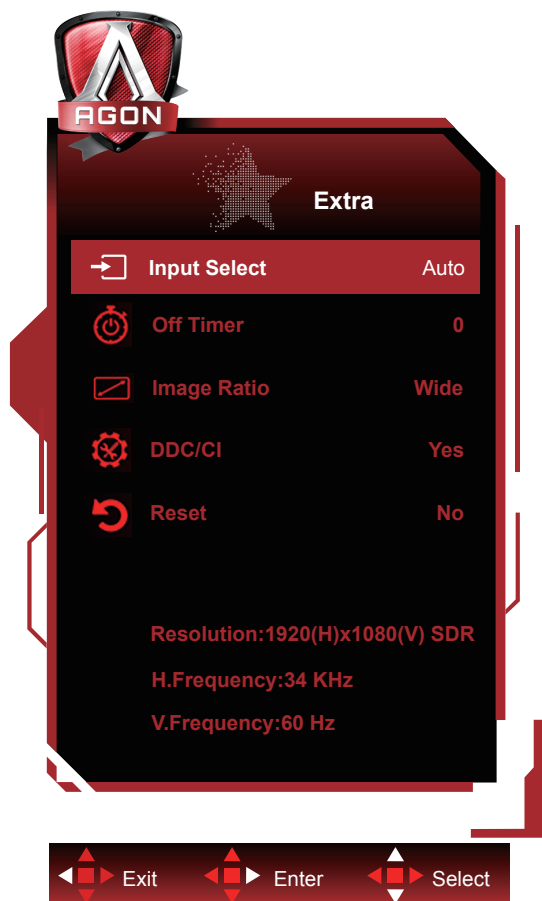 AGON
Extra
Input Select Auto
Off Timer 0
Image Ratio Wide
DDC/CI Yes
Reset No
Resolution:1920(H)x1080(V) SDR
H.Frequency:34 KHz
V.Frequency:60 Hz
Exit Enter Select